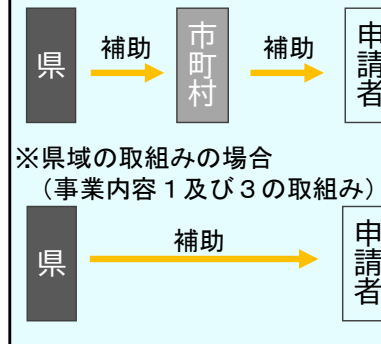 県 補助 市町村 補助 申請者
※県域の取組みの場合
（事業内容１及び３の取組み）
県 補助 申請者